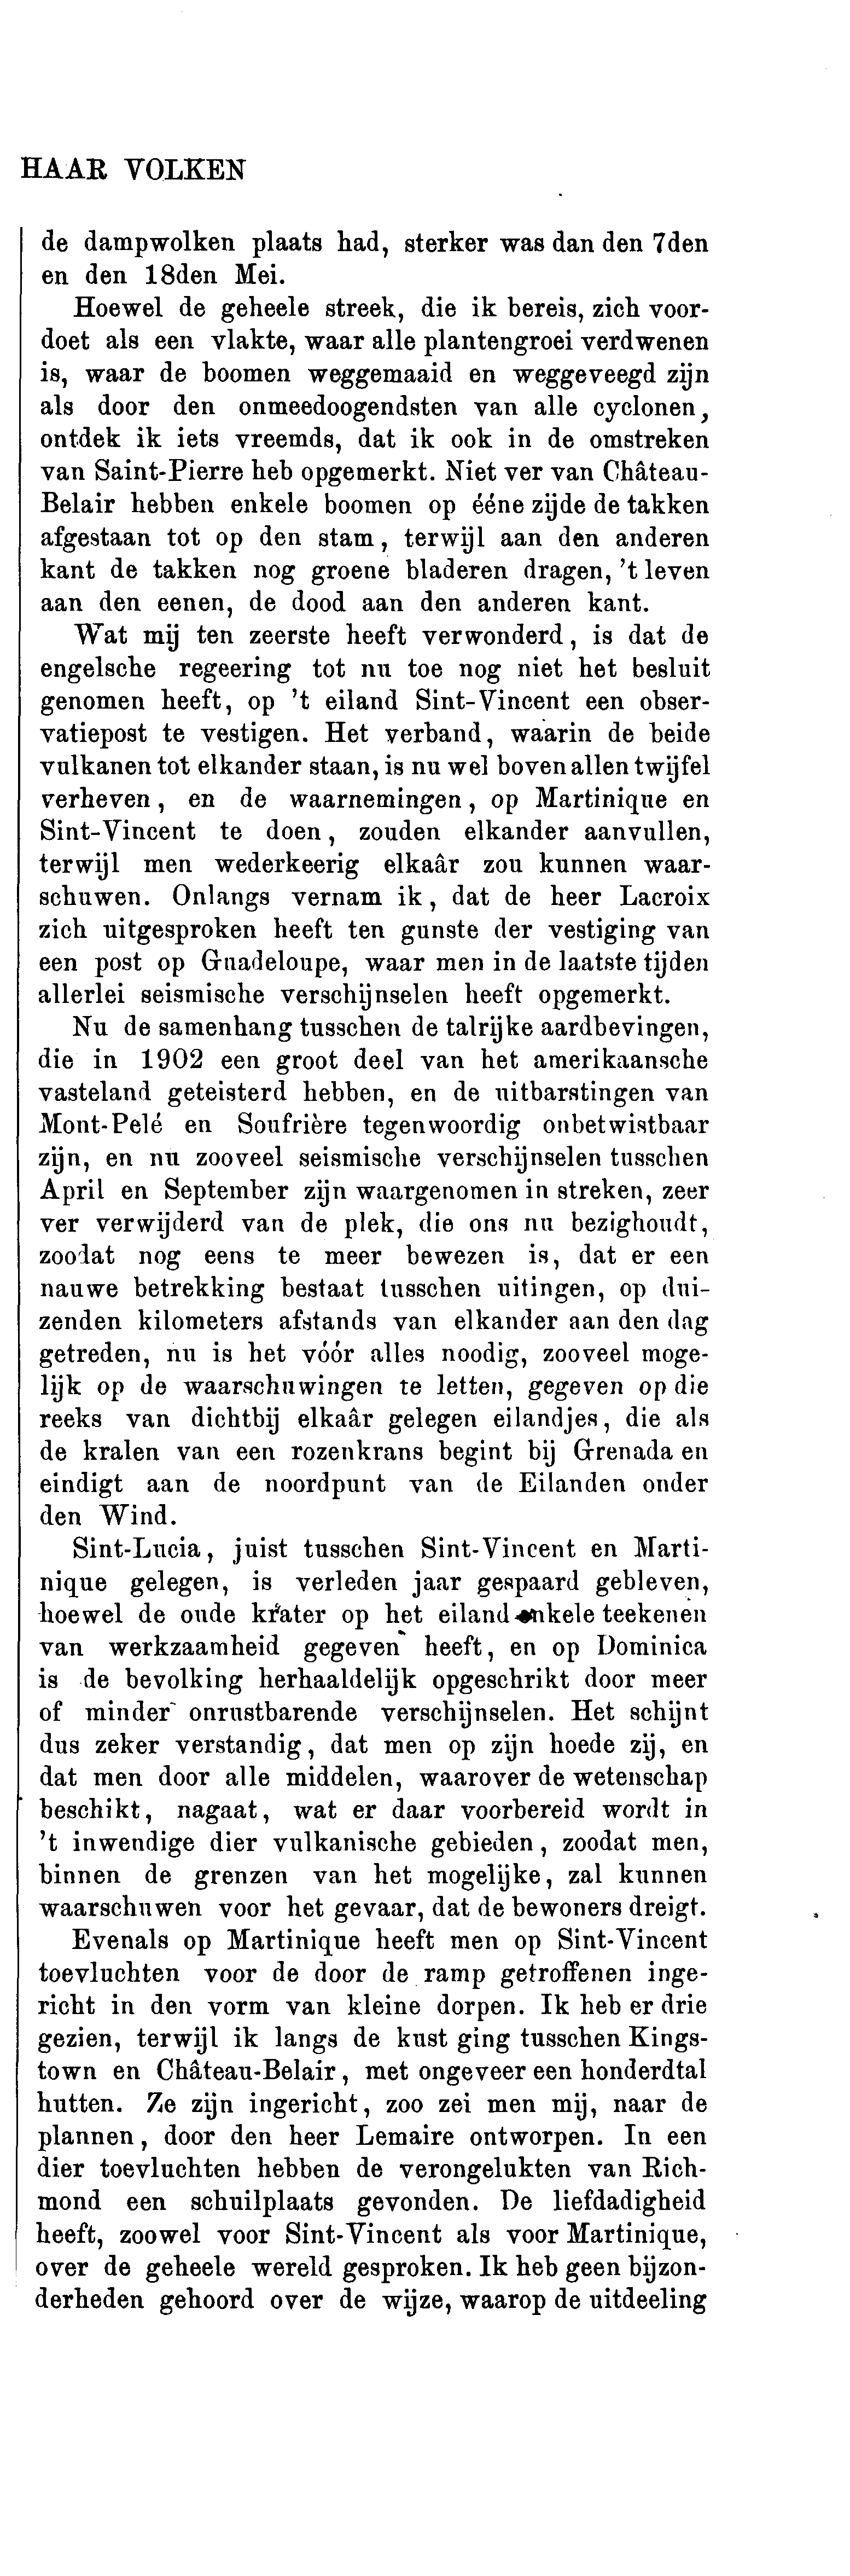 HAAR VOLKEN
de dampwolken plaats had, sterker was dan den 7den
en den 18den Mei.
Hoewel de geheele streek, die ik bereis, zich voor-
doet als een vlakte, waar alle plantengroei verdwenen
is, waar de boomen weggemaaid en weggeveegd zijn
als door den onmeedoogendsten van alle cyclonen,
ontdek ik iets vreemds, dat ik ook in de omstreken
van Saint-Pierre heb opgemerkt. Niet ver van Château-
Belair hebben enkele boomen op ééne zijde de takken
afgestaan tot op den stam, terwijl aan den anderen
kant de takken nog groene bladeren dragen, 't leven
aan den eenen, de dood aan den anderen kant.
Wat mij ten zeerste heeft verwonderd, is dat de
engelsche regeering tot nu toe nog niet het besluit
genomen heeft, op 't eiland Sint-Vincent een obser-
vatiepost te vestigen. Het verband, waarin de beide
vulkanen tot elkander staan, is nu wel boven allen twijfel
verheven, en de waarnemingen, op Martinique en
Sint-Vincent te doen, zouden elkander aanvullen,
terwijl men wederkeerig elkaâr zou kunnen waar-
schuwen. Onlangs vernam ik, dat de heer Lacroix
zich uitgesproken heeft ten gunste der vestiging van
een post op Guadeloupe, waar men in de laatste tijden
allerlei seismische verschijnselen heeft opgemerkt.
Nu de samenhang tusschen de talrijke aardbevingen,
die in 1902 een groot deel van het amerikaansche
vasteland geteisterd hebben, en de uitbarstingen van
Mont-Pelé en Soufrière tegenwoordig onbetwistbaar
zijn, en nu zooveel seismische verschijnselen tusschen
April en September zijn waargenomen in streken, zeer
ver verwijderd van de plek, die ons nu bezighoudt,
zoodat nog eens te meer bewezen is, dat er een
nauwe betrekking bestaat tusschen uitingen, op dui-
zenden kilometers afstands van elkander aan den dag
getreden, nu is het vóór alles noodig, zooveel moge-
lijk op de waarschuwingen te letten, gegeven op die
reeks van dichtbij elkaâr gelegen eilandjes, die als
de kralen van een rozenkrans begint bij Grenada en
eindigt aan de noordpunt van de Eilanden onder
den Wind.
Sint-Lucia, juist tusschen Sint-Vincent en Marti-
nique gelegen, is verleden jaar gespaard gebleven,
hoewel de oude krater op het eiland enkele teekenen
van werkzaamheid gegeven heeft, en op Dominica
is de bevolking herhaaldelijk opgeschrikt door meer
of minder onrustbarende verschijnselen. Het schijnt
dus zeker verstandig, dat men op zijn hoede zij, en
dat men door alle middelen, waarover de wetenschap
beschikt, nagaat, wat er daar voorbereid wordt in
't inwendige dier vulkanische gebieden, zoodat men,
binnen de grenzen van het mogelijke, zal kunnen
waarschuwen voor het gevaar, dat de bewoners dreigt.
Evenals op Martinique heeft men op Sint-Vincent
toevluchten voor de door de ramp getroffenen inge-
richt in den vorm van kleine dorpen. Ik heb er drie
gezien, terwijl ik langs de kust ging tusschen Kings-
town en Château-Belair, met ongeveer een honderdtal
hutten. Ze zijn ingericht, zoo zei men mij, naar de
plannen, door den heer Lemaire ontworpen. In een
dier toevluchten hebben de verongelukten van Rich-
mond een schuilplaats gevonden. De liefdadigheid
heeft, zoowel voor Sint-Vincent als voor Martinique,
over de geheele wereld gesproken. Ik heb geen bijzon-
derheden gehoord over de wijze, waarop de uitdeeling